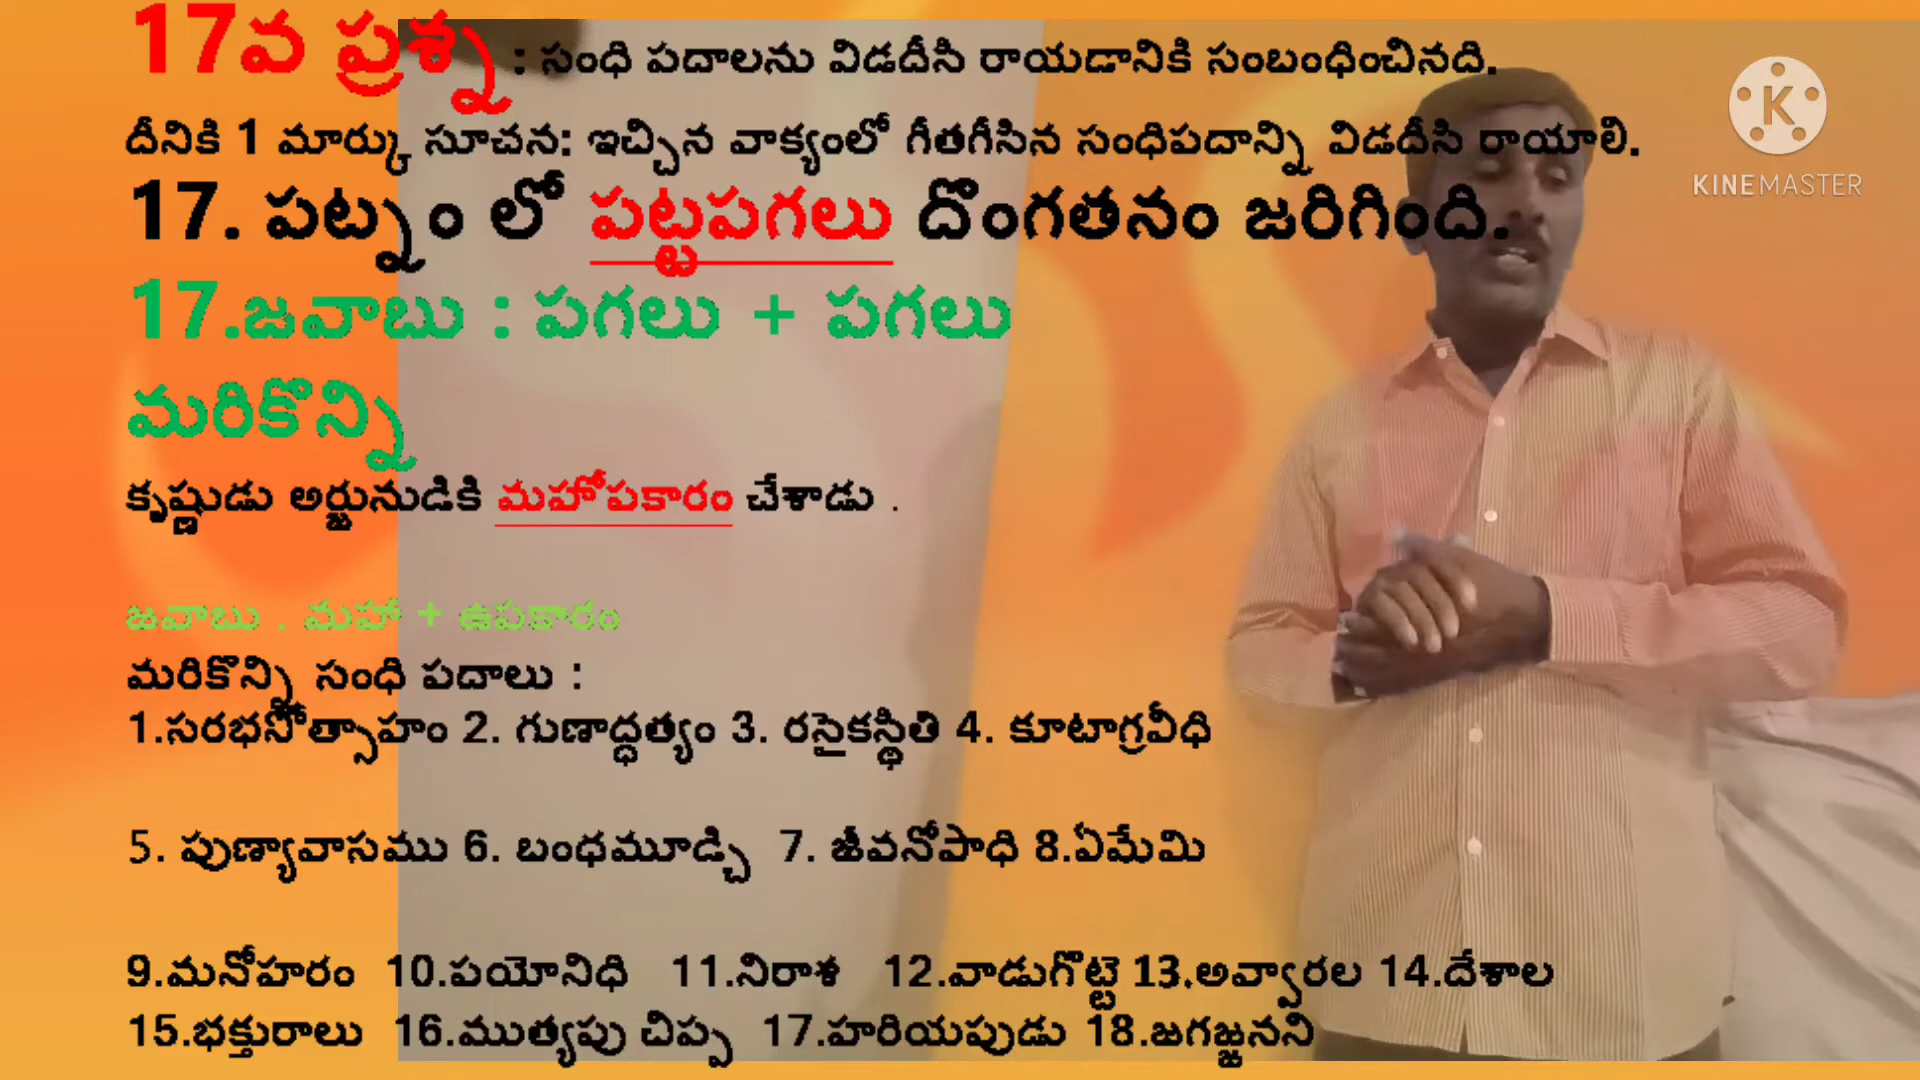 17వ ప్రశ్న : సంధి పదాలను విడదీసి రాయడానికి సంబంధించినది.
దీనికి 1 మార్కు సూచన: ఇచ్చిన వాక్యంలో గీతగీసిన సంధిపదాన్ని విడదీసి రాయాలి.
17. పట్నం లో పట్టపగలు దొంగతనం జరిగింది.
17.జవాబు : పగలు + పగలు
మరికొన్ని
కృష్ణుడు అర్జునుడికి మహోపకారం చేశాడు .
జవాబు . మహా + ఉపకారం
మరికొన్ని సంధి పదాలు :
1.సరభసోత్సాహం 2. గుణాద్ధత్యం 3. రసైకస్థితి 4. కూటాగ్రవీధి
5. పుణ్యావాసము 6. బంధమూడ్చి 7. జీవనోపాధి 8.ఏమేమి
9.మనోహరం 10.పయోనిధి 11.నిరాశ 12.వాడుగొట్టె 13.అవ్వారల 14.దేశాల
15.భక్తురాలు 16.ముత్యపు చిప్ప 17.హరియపుడు 18.జగజ్జనని
KINEMASTER